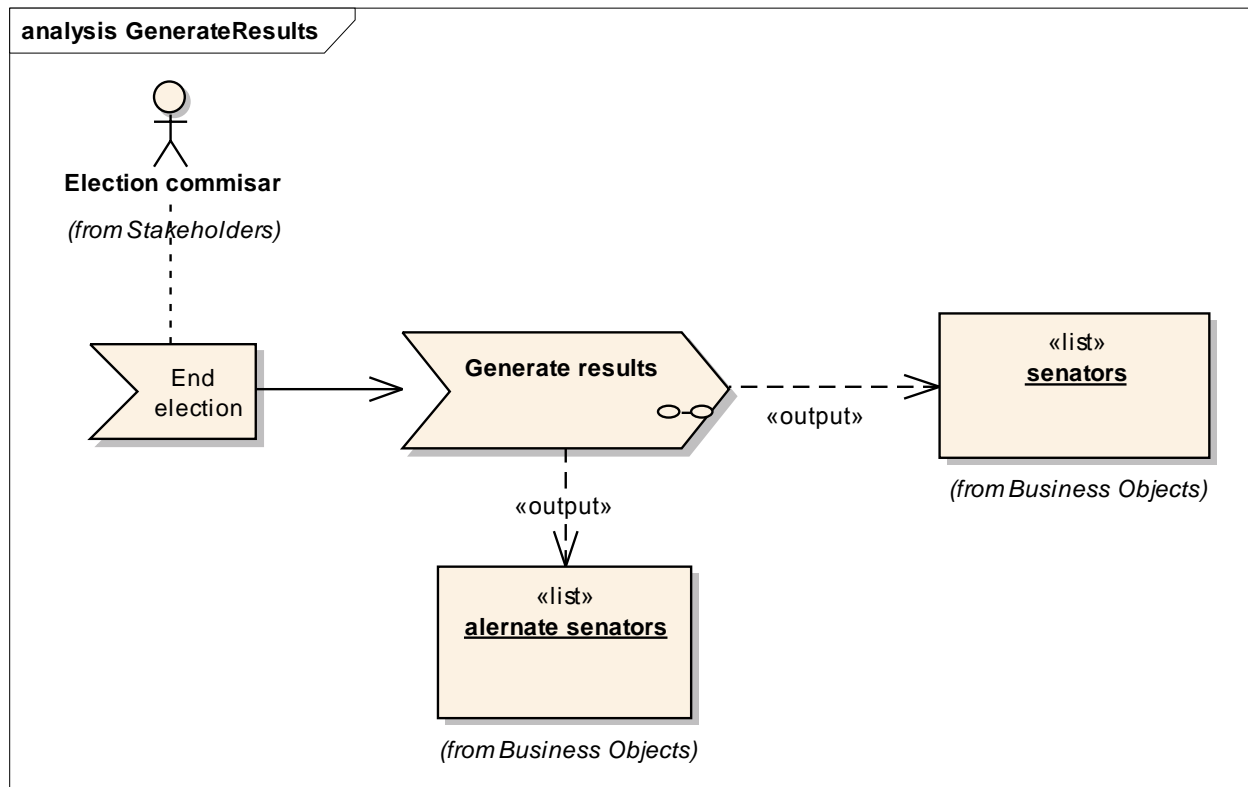 analysis GenerateResults
Election commisar
(from Stakeholders)
End
election
Generate results
«output»
«list»
senators
(from Business Objects)
«output»
«list»
alernate senators
(from Business Objects)